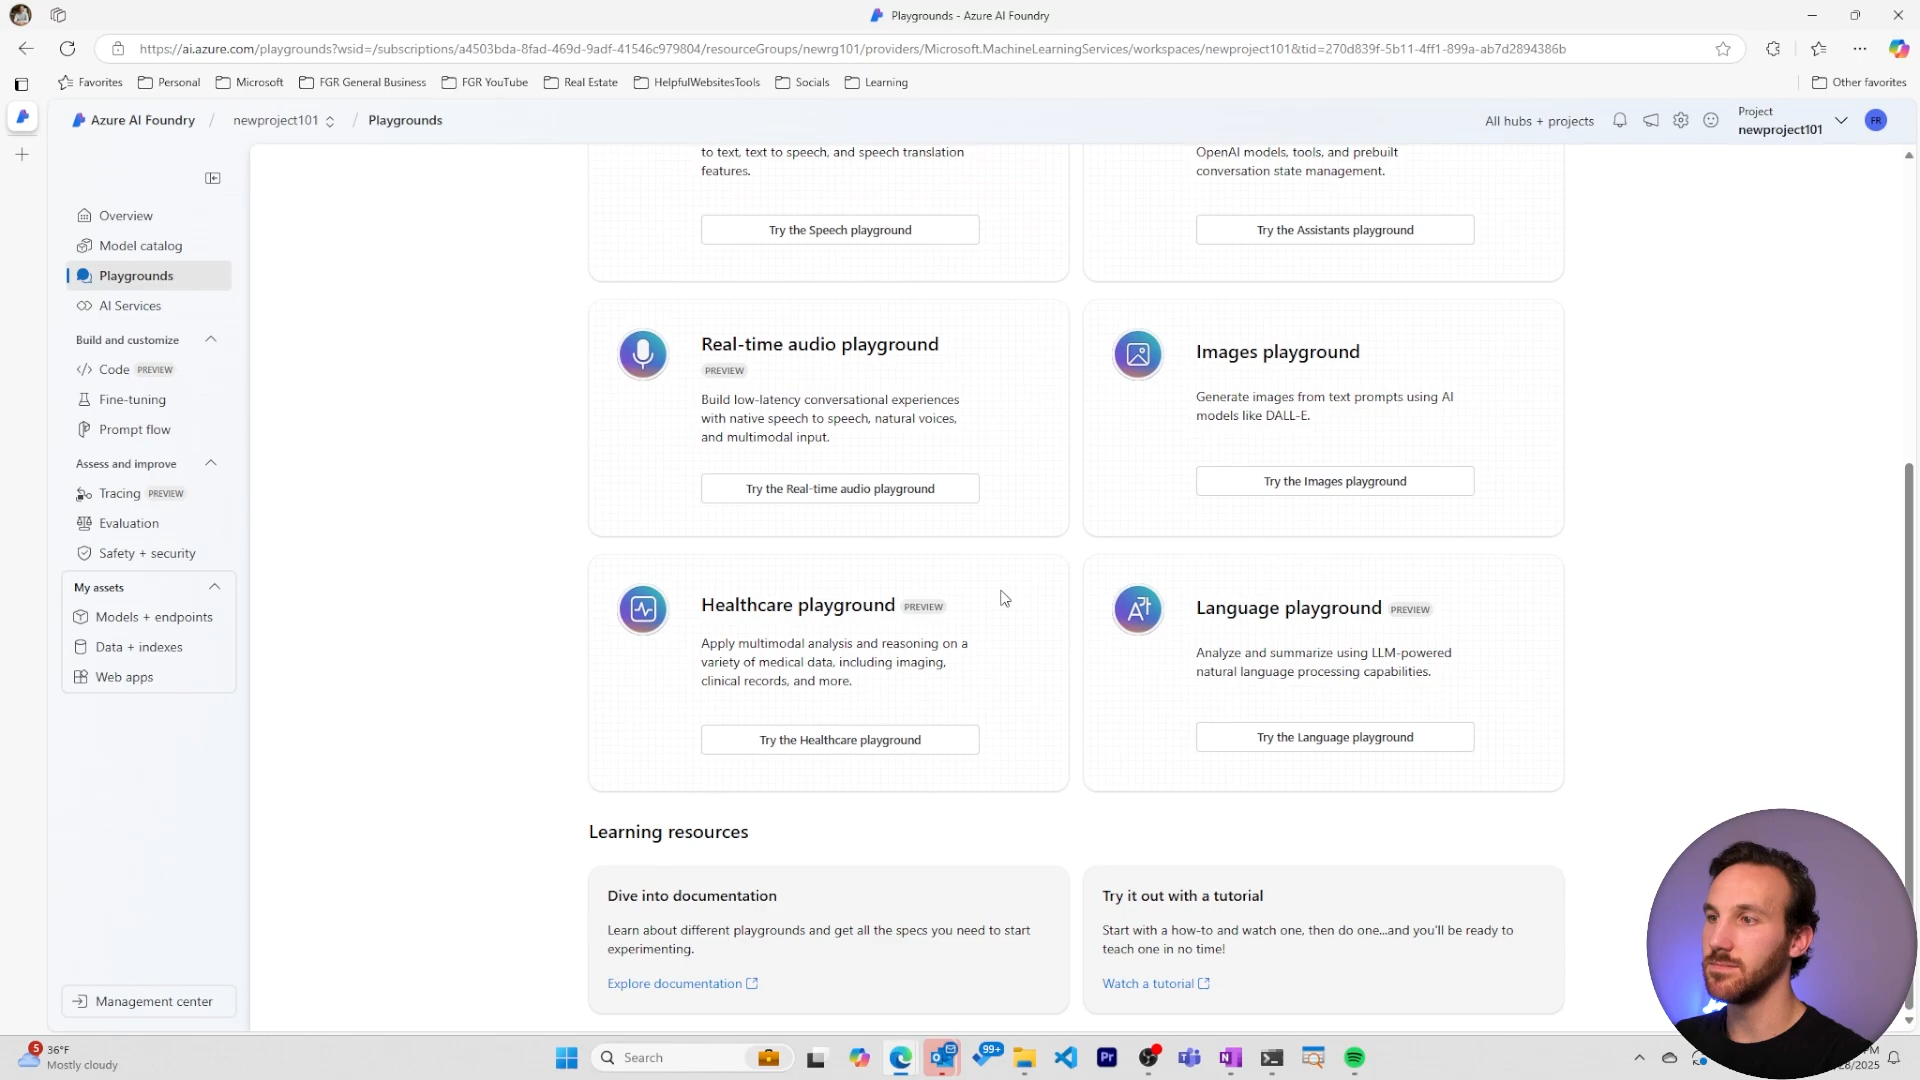 Playgrounds - Azure AI Foundry
https://ai.azure.com/playgrounds?wsid=/subscriptions/a4503bda-8fad-469d-9adf-41546c979804/resourceGroups/newrg101/providers/Microsoft.MachineLearningServices/workspaces/newproject101&tid=270d839f-5b11-4ff1-899a-ab7d2894386b
Favorites
Personal
Microsoft
FGR General Business
FGR YouTube
Real Estate
HelpfulWebsitesTools
Socials
Learning
Other favorites
Azure AI Foundry / newproject101 / Playgrounds
All hubs + projects
Project
newproject101
FR
Overview
Model catalog
Playgrounds
AI Services
Build and customize
Code PREVIEW
Fine-tuning
Prompt flow
Assess and improve
Tracing PREVIEW
Evaluation
Safety + security
My assets
Models + endpoints
Data + indexes
Web apps
Management center
to text, text to speech, and speech translation
features.
Try the Speech playground
OpenAI models, tools, and prebuilt
conversation state management.
Try the Assistants playground
Real-time audio playground
PREVIEW
Build low-latency conversational experiences
with native speech to speech, natural voices,
and multimodal input.
Try the Real-time audio playground
Images playground
Generate images from text prompts using AI
models like DALL-E.
Try the Images playground
Healthcare playground PREVIEW
Apply multimodal analysis and reasoning on a
variety of medical data, including imaging,
clinical records, and more.
Try the Healthcare playground
Language playground PREVIEW
Analyze and summarize using LLM-powered
natural language processing capabilities.
Try the Language playground
Learning resources
Dive into documentation
Learn about different playgrounds and get all the specs you need to start
experimenting.
Explore documentation
Try it out with a tutorial
Start with a how-to and watch one, then do one...and you'll be ready to
teach one in no time!
Watch a tutorial
5
36°F
Mostly cloudy
Search
99+
Pr